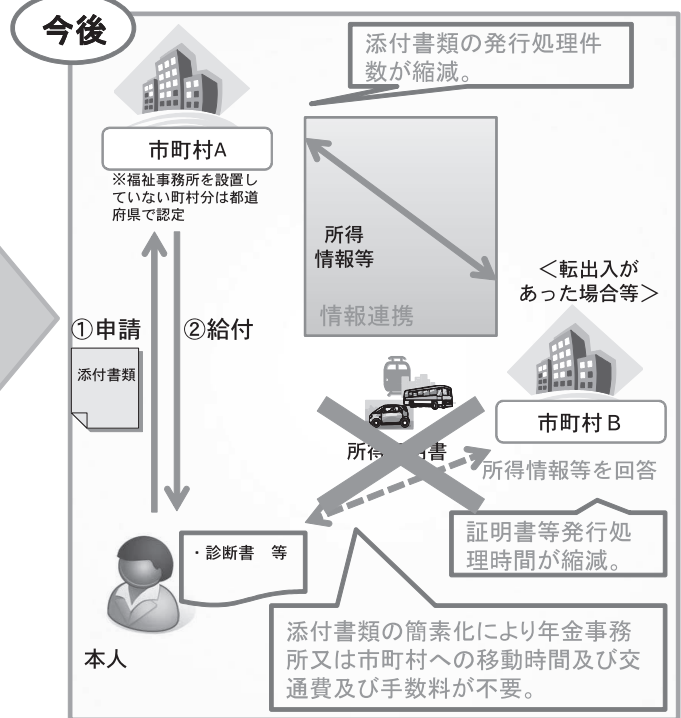 今後
添付書類の発行処理件
数が縮減。
市町村A
※福祉事務所を設置し
ていない町村分は都道
府県で認定
所得
情報等
情報連携
＜転出入が
あった場合等＞
①申請
②給付
添付書類
市町村B
所得
書
所得情報等を回答
証明書等発行処
理時間が縮減。
・診断書　等
本人
添付書類の簡素化により年金事務
所又は市町村への移動時間及び交
通費及び手数料が不要。